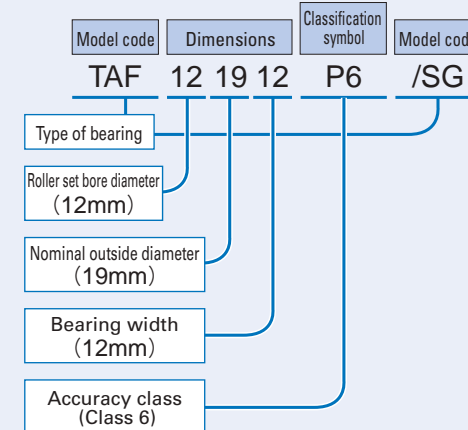 Model code
Dimensions
Classification
symbol
Model cod
TAF 12 19 12 P6 /SG
Type of bearing
Roller set bore diameter
（12mm）
Nominal outside diameter
（19mm）
Bearing width
（12mm）
Accuracy class
(Class 6)